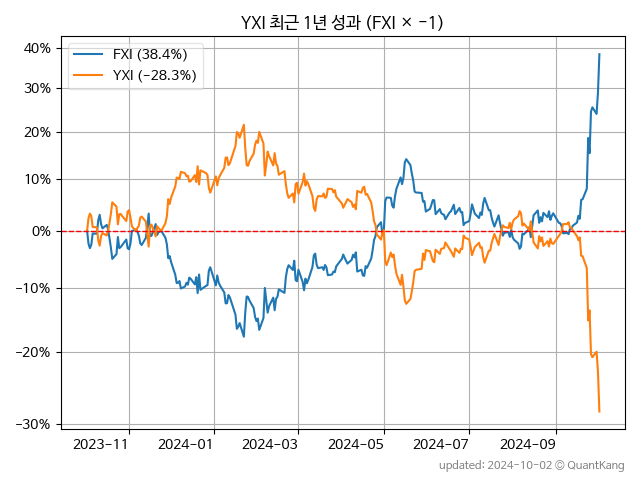 YXI 최근 1년 성과 (FXI × -1)
FXI (38.4%)
YXI (-28.3%)
40%
30%
20%
10%
0%
-10%
-20%
-30%
2023-11 2024-01 2024-03 2024-05 2024-07 2024-09
updated: 2024-10-02 © QuantKang